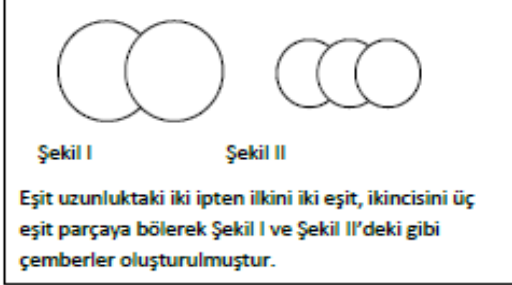 Şekil I Şekil II
Eşit uzunluktaki iki ipten ilkini iki eşit, ikincisini üç
eşit parçaya bölerek Şekil I ve Şekil II'deki gibi
çemberler oluşturulmuştur.